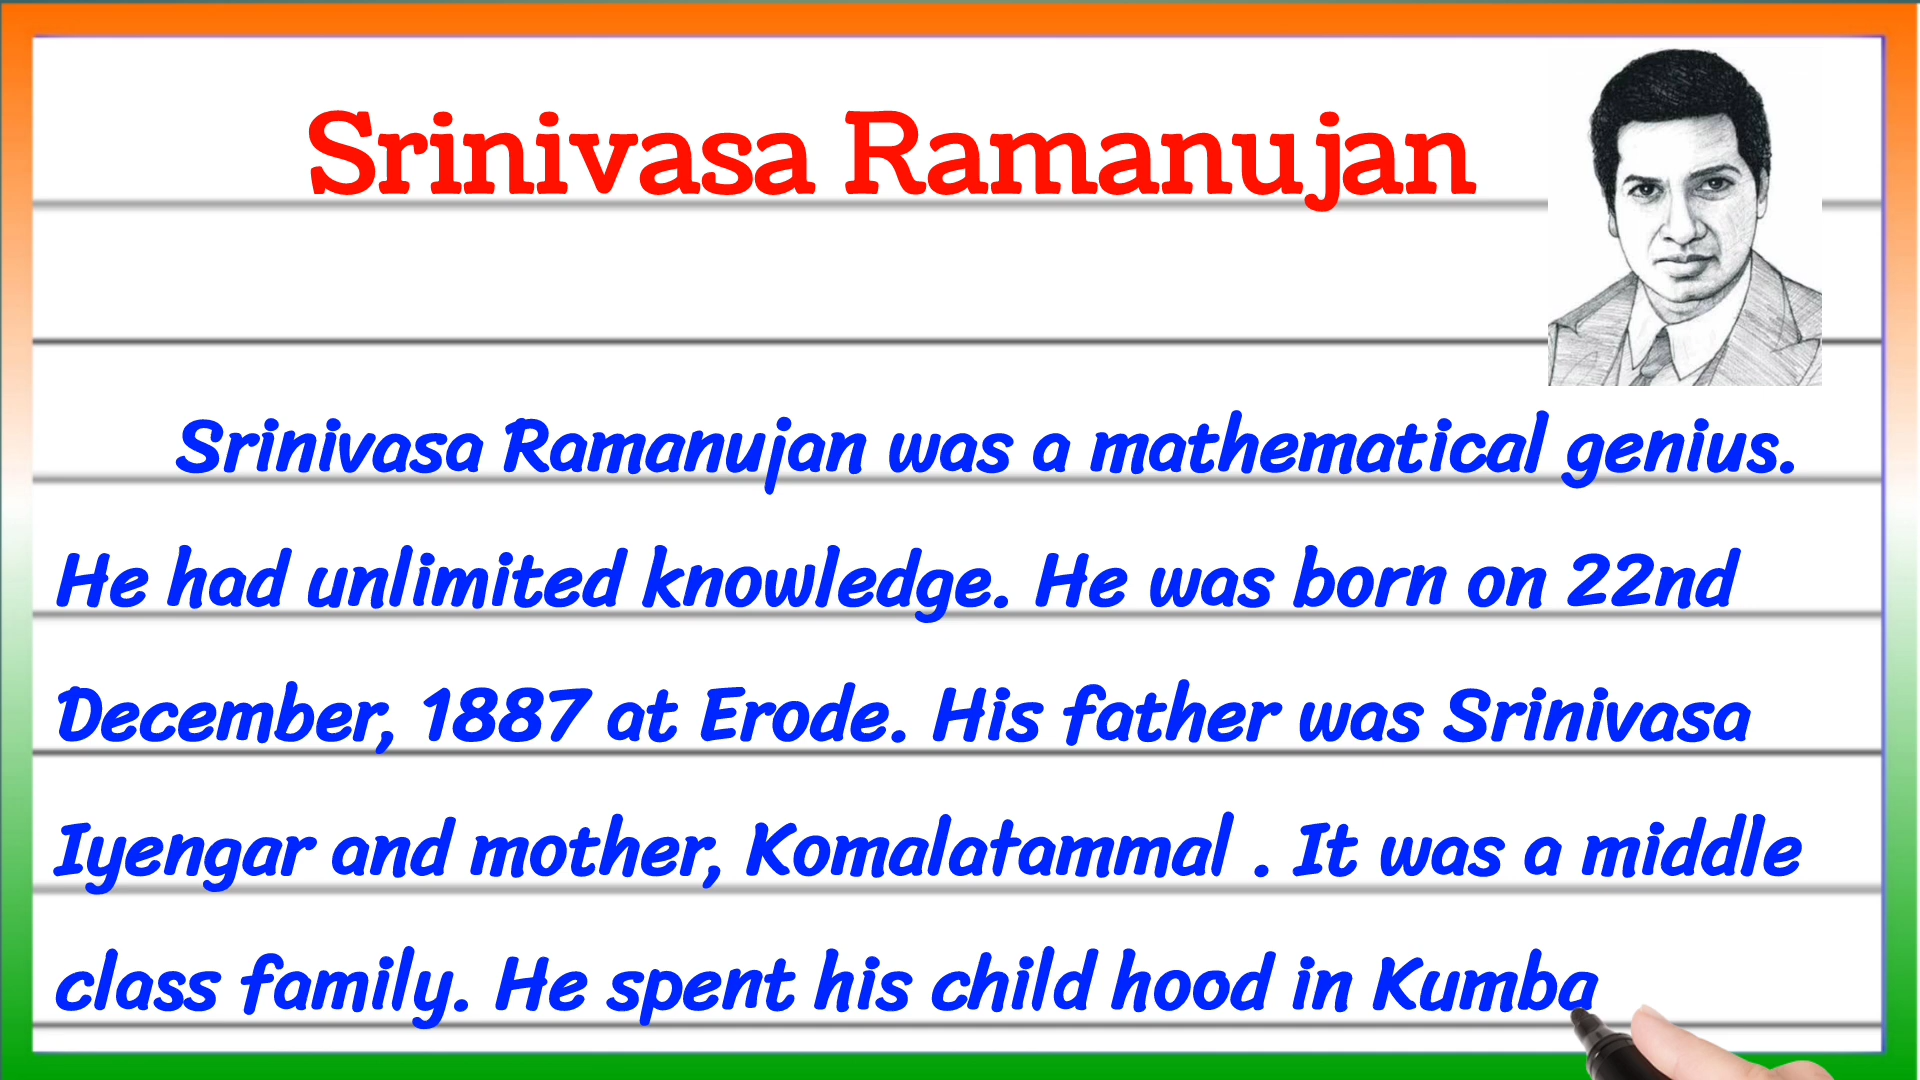 Srinivasa Ramanujan
Srinivasa Ramanujan was a mathematical genius.
He had unlimited knowledge. He was born on 22nd
December, 1887 at Erode. His father was Srinivasa
Iyengar and mother, Komalatammal . It was a middle
class family. He spent his child hood in Kumba